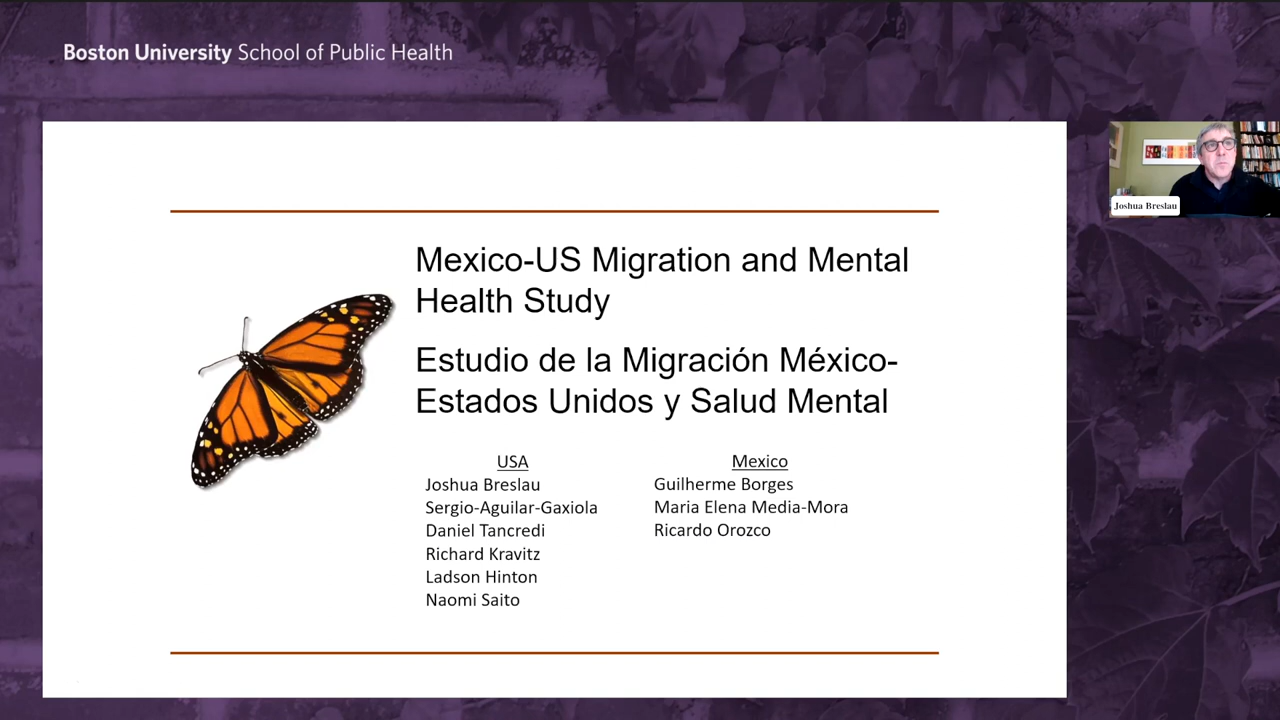 Boston University School of Public Health
Mexico-US Migration and Mental
Health Study
Estudio de la Migración México-
Estados Unidos y Salud Mental
USA
Joshua Breslau
Sergio-Aguilar-Gaxiola
Daniel Tancredi
Richard Kravitz
Ladson Hinton
Naomi Saito
Mexico
Guilherme Borges
Maria Elena Media-Mora
Ricardo Orozco
Joshua Breslau